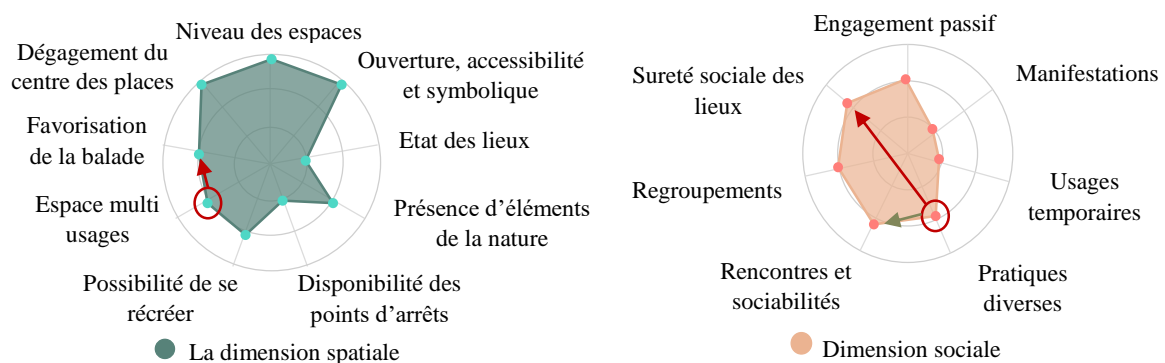 Niveau des espaces
Dégagement du
centre des places
Ouverture, accessibilité
et symbolique
Favorisation
de la balade
Etat des lieux
Espace multi
usages
Présence d’éléments
de la nature
Possibilité de se
récréer
Disponibilité des
points d’arrêts
La dimension spatiale
Engagement passif
Sureté sociale des
lieux
Manifestations
Regroupements
Usages
temporaires
Rencontres et
sociabilités
Pratiques
diverses
Dimension sociale